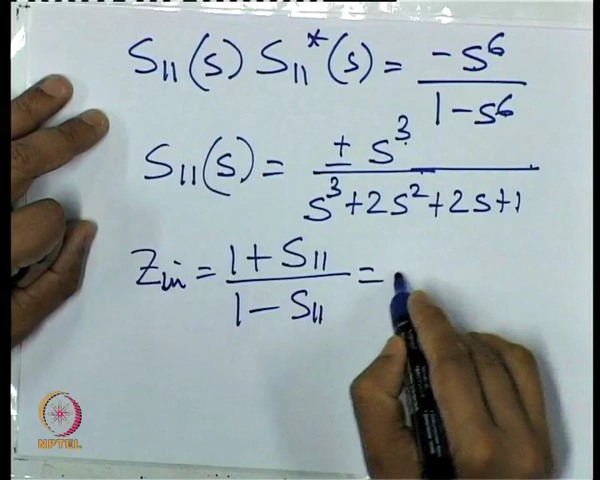 S₁₁(s) S₁₁*(s) = -s⁶ / 1-s⁶
S₁₁(s) = ± s³ / s³+2s²+2s+1
Zin = 1 + S₁₁ / 1 - S₁₁ =
NPTEL